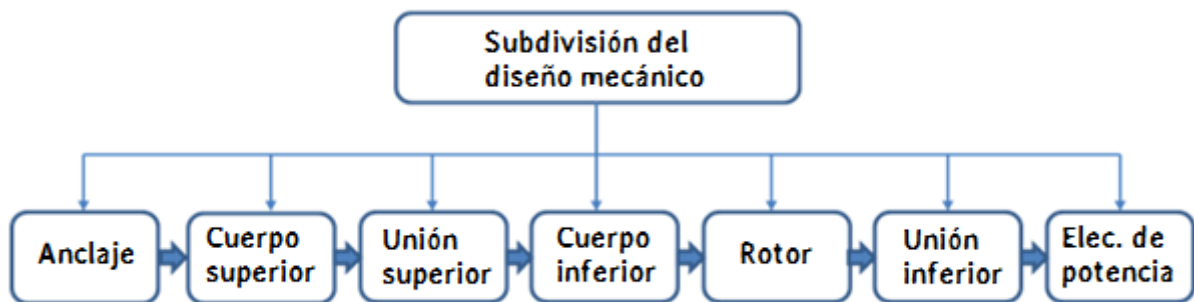 Subdivisión del
diseño mecánico
Anclaje
Cuerpo
superior
Unión
superior
Cuerpo
inferior
Rotor
Unión
inferior
Elec. de
potencia